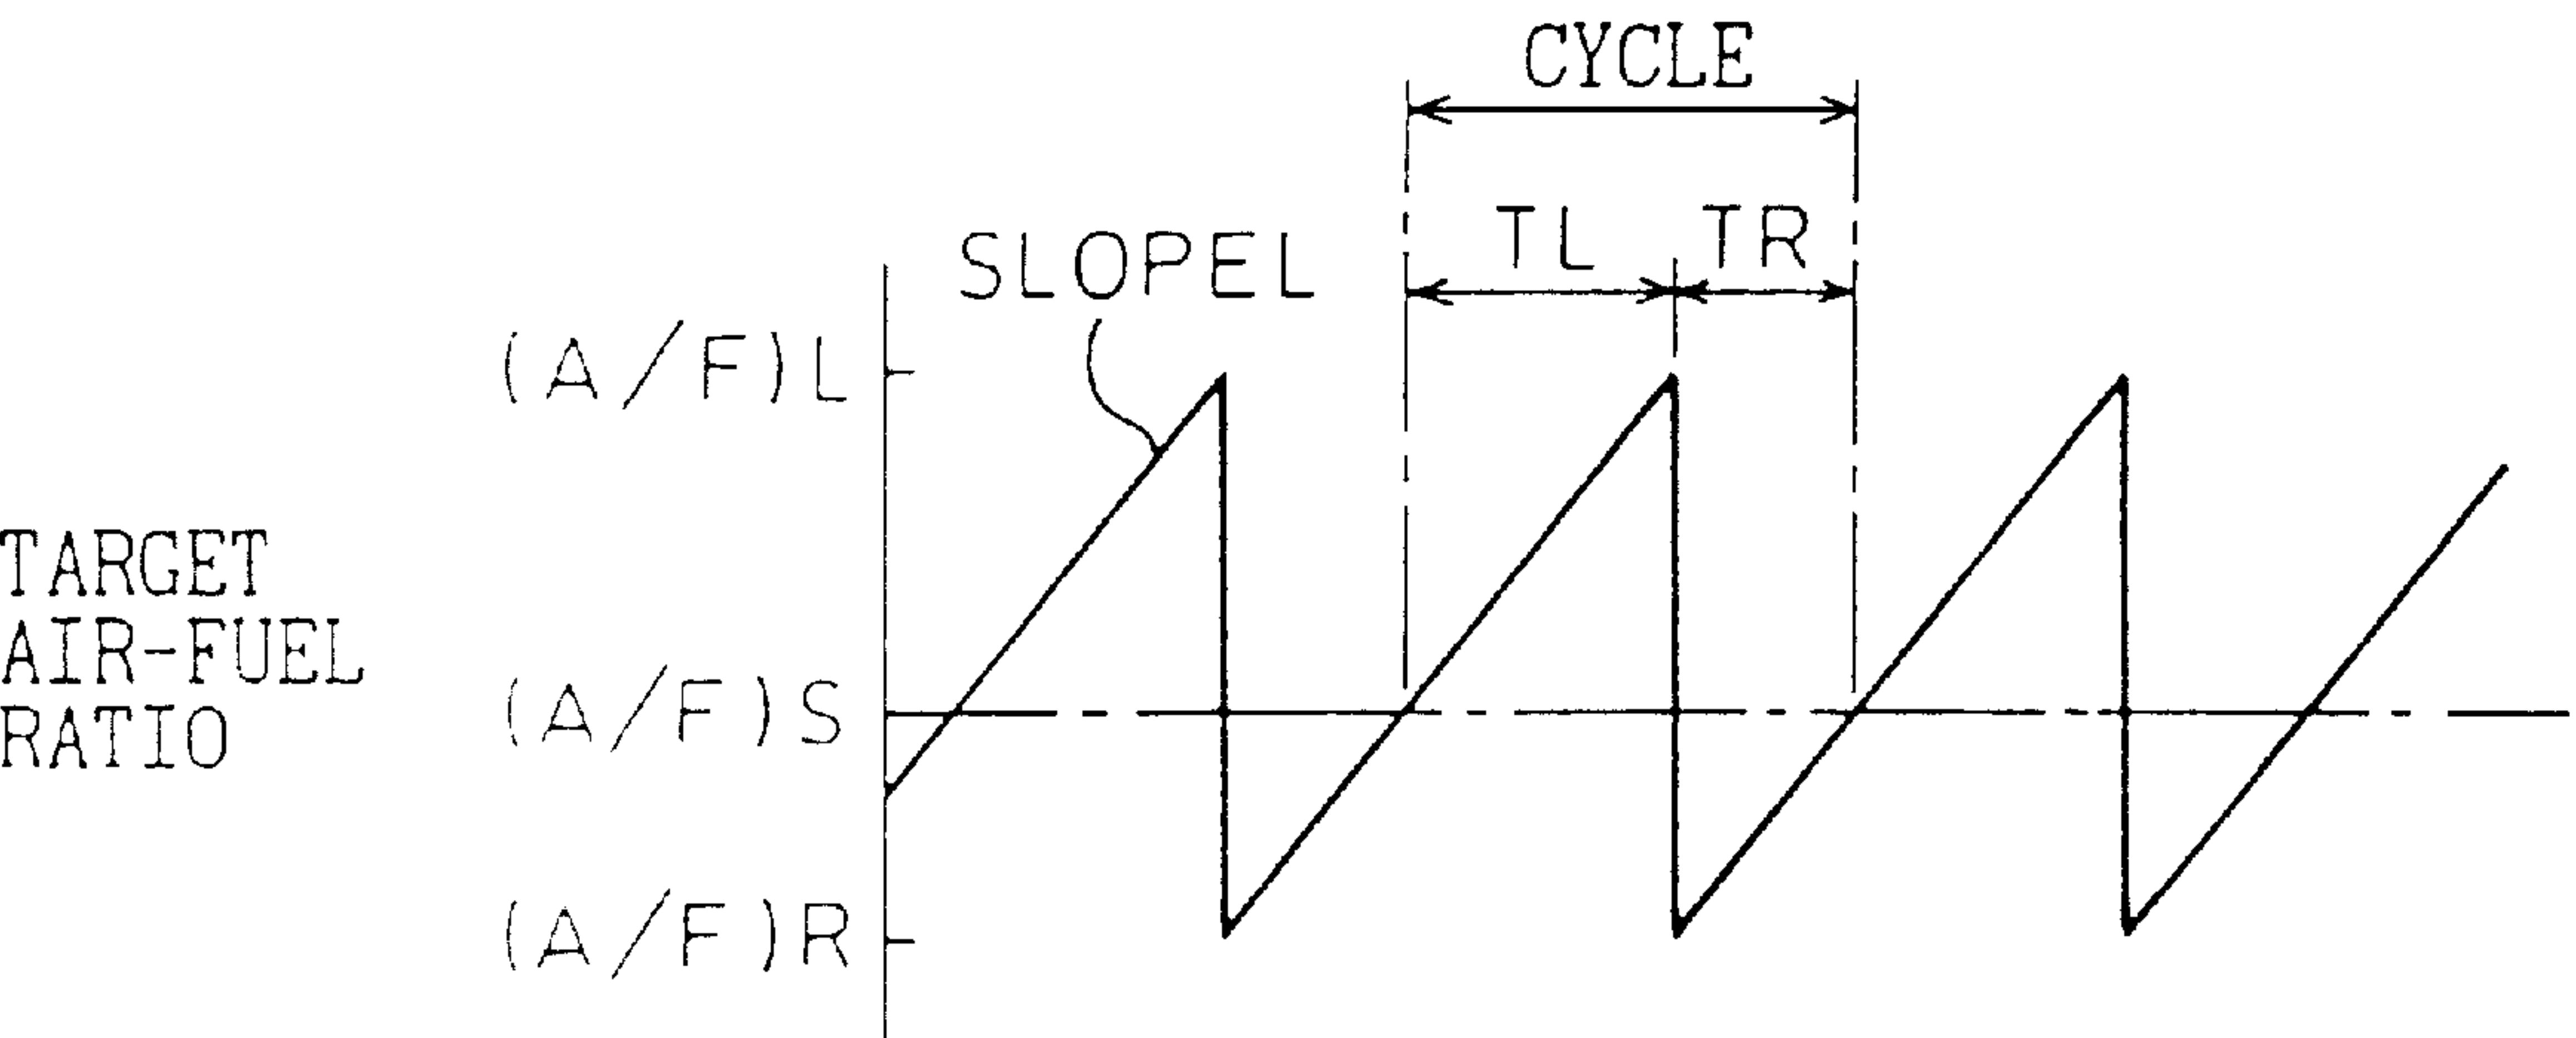 CYCLE
TL TR
SLOPEL
(A/F)L
TARGET
AIR-FUEL
RATIO
(A/F)S
(A/F)R